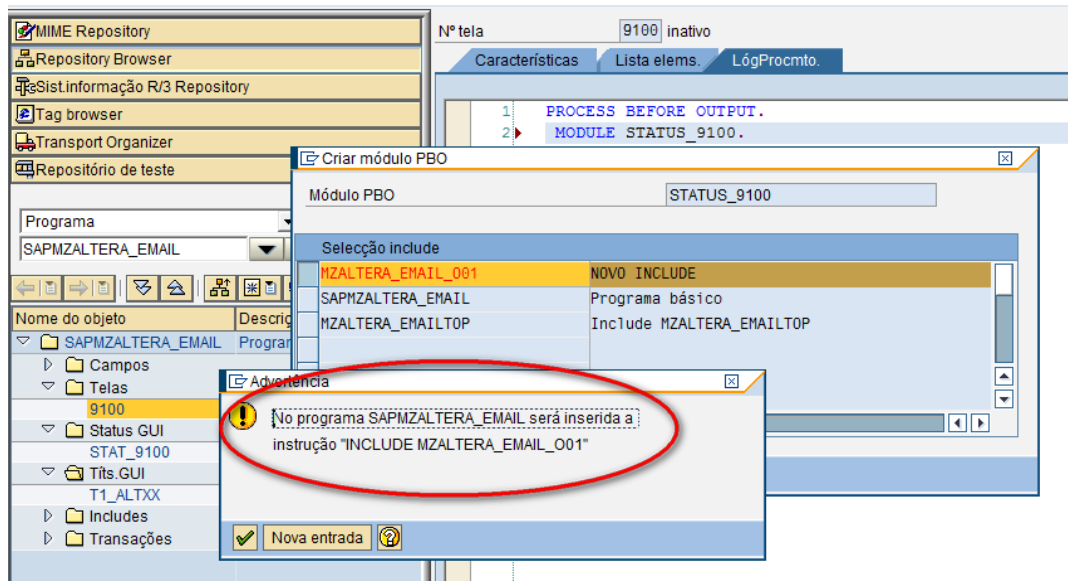 MIME Repository
Repository Browser
Sist.informação R/3 Repository
Tag browser
Transport Organizer
Repositório de teste
Programa
SAPMZALTERA_EMAIL
Nome do objeto
SAPMZALTERA_EMAIL
Campos
Telas
9100
Status GUI
STAT_9100
Títs.GUI
T1_ALTXX
Includes
Transações
Nº tela 9100 inativo
Características Lista elems. LógProcmto.
1 PROCESS BEFORE OUTPUT.
2 MODULE STATUS_9100.
Criar módulo PBO
Módulo PBO STATUS_9100
Selecção include
MZALTERA_EMAIL_O01 NOVO INCLUDE
SAPMZALTERA_EMAIL Programa básico
MZALTERA_EMAILTOP Include MZALTERA_EMAILTOP
Advertência
No programa SAPMZALTERA_EMAIL será inserida a
instrução "INCLUDE MZALTERA_EMAIL_O01"
Nova entrada